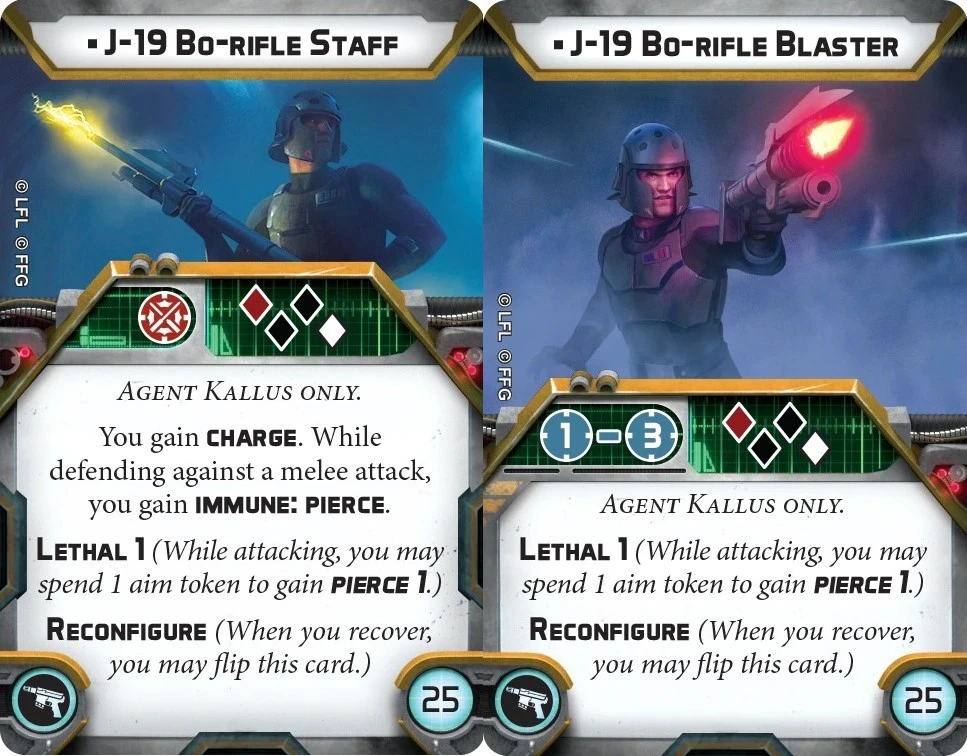 ▪ J-19 Bo-rifle Staff
© LFL © FFG
Agent Kallus only.
You gain charge. While
defending against a melee attack,
you gain immune: pierce.
Lethal 1 (While attacking, you may
spend 1 aim token to gain pierce 1.)
Reconfigure (When you recover,
you may flip this card.)
25
▪ J-19 Bo-rifle Blaster
© LFL © FFG
1 - 3
Agent Kallus only.
Lethal 1 (While attacking, you may
spend 1 aim token to gain pierce 1.)
Reconfigure (When you recover,
you may flip this card.)
25